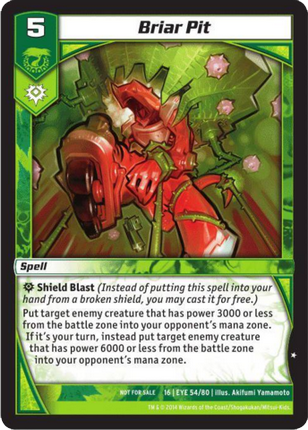 5
Briar Pit
Spell
Shield Blast (Instead of putting this spell into your
hand from a broken shield, you may cast it for free.)
Put target enemy creature that has 3000 or less
from the battle zone into your opponent's mana zone.
If it's your turn, instead put target enemy creature
that has power 6000 or less from the battle zone
into your opponent's mana zone.
NOT FOR SALE 16 | EYE 54/80 | Illus. Akifumi Yamamoto
TM & © 2014 Wizards of the Coast/Shogakukan/Mitsui-Kids.